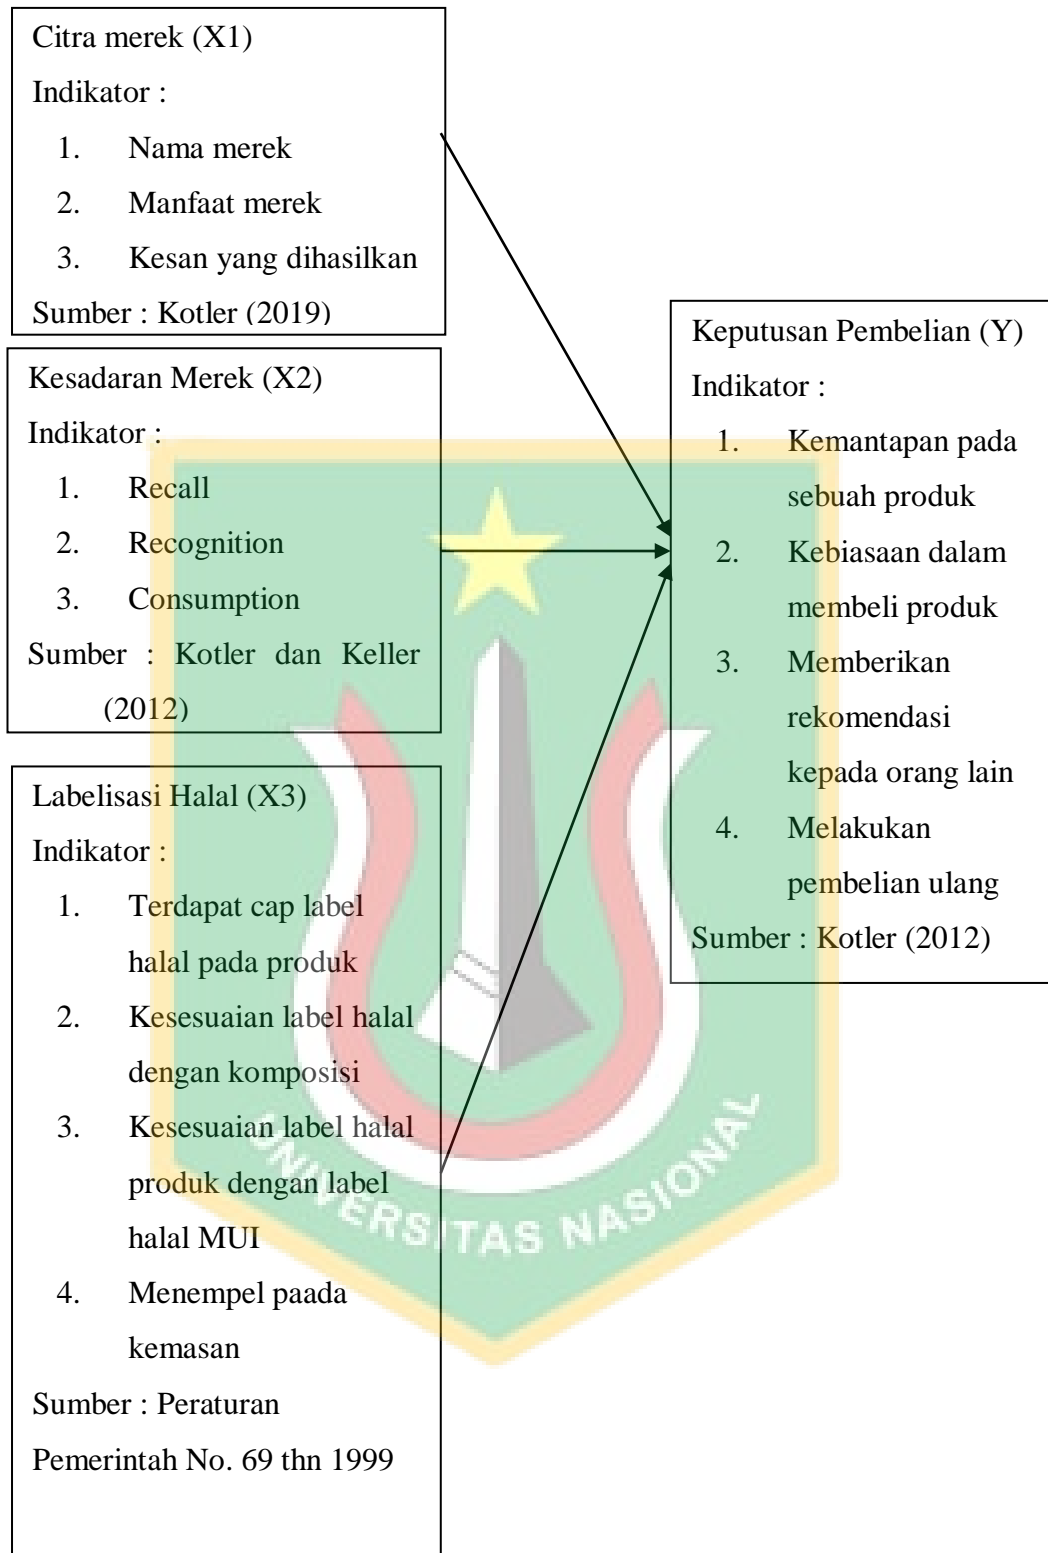 Citra merek (X1)
Indikator :
1. Nama merek
2. Manfaat merek
3. Kesan yang dihasilkan
Sumber : Kotler (2019)
Kesadaran Merek (X2)
Indikator :
1. Recall
2. Recognition
3. Consumption
Sumber : Kotler dan Keller
(2012)
Labelisasi Halal (X3)
Indikator :
1. Terdapat cap label
halal pada produk
2. Kesesuaian label halal
dengan komposisi
3. Kesesuaian label halal
produk dengan label
halal MUI
4. Menempel paada
kemasan
Sumber : Peraturan
Pemerintah No. 69 thn 1999
Keputusan Pembelian (Y)
Indikator :
1. Kemantapan pada
sebuah produk
2. Kebiasaan dalam
membeli produk
3. Memberikan
rekomendasi
kepada orang lain
4. Melakukan
pembelian ulang
Sumber : Kotler (2012)
UNIVERSITAS NASIONAL